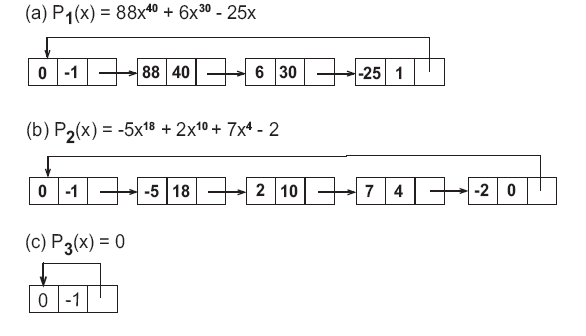 (a) P₁(x) = 88x⁴⁰ + 6x³⁰ - 25x
0 -1 88 40 6 30 -25 1
(b) P₂(x) = -5x¹⁸ + 2x¹⁰ + 7x⁴ - 2
0 -1 -5 18 2 10 7 4 -2 0
(c) P₃(x) = 0
0 -1